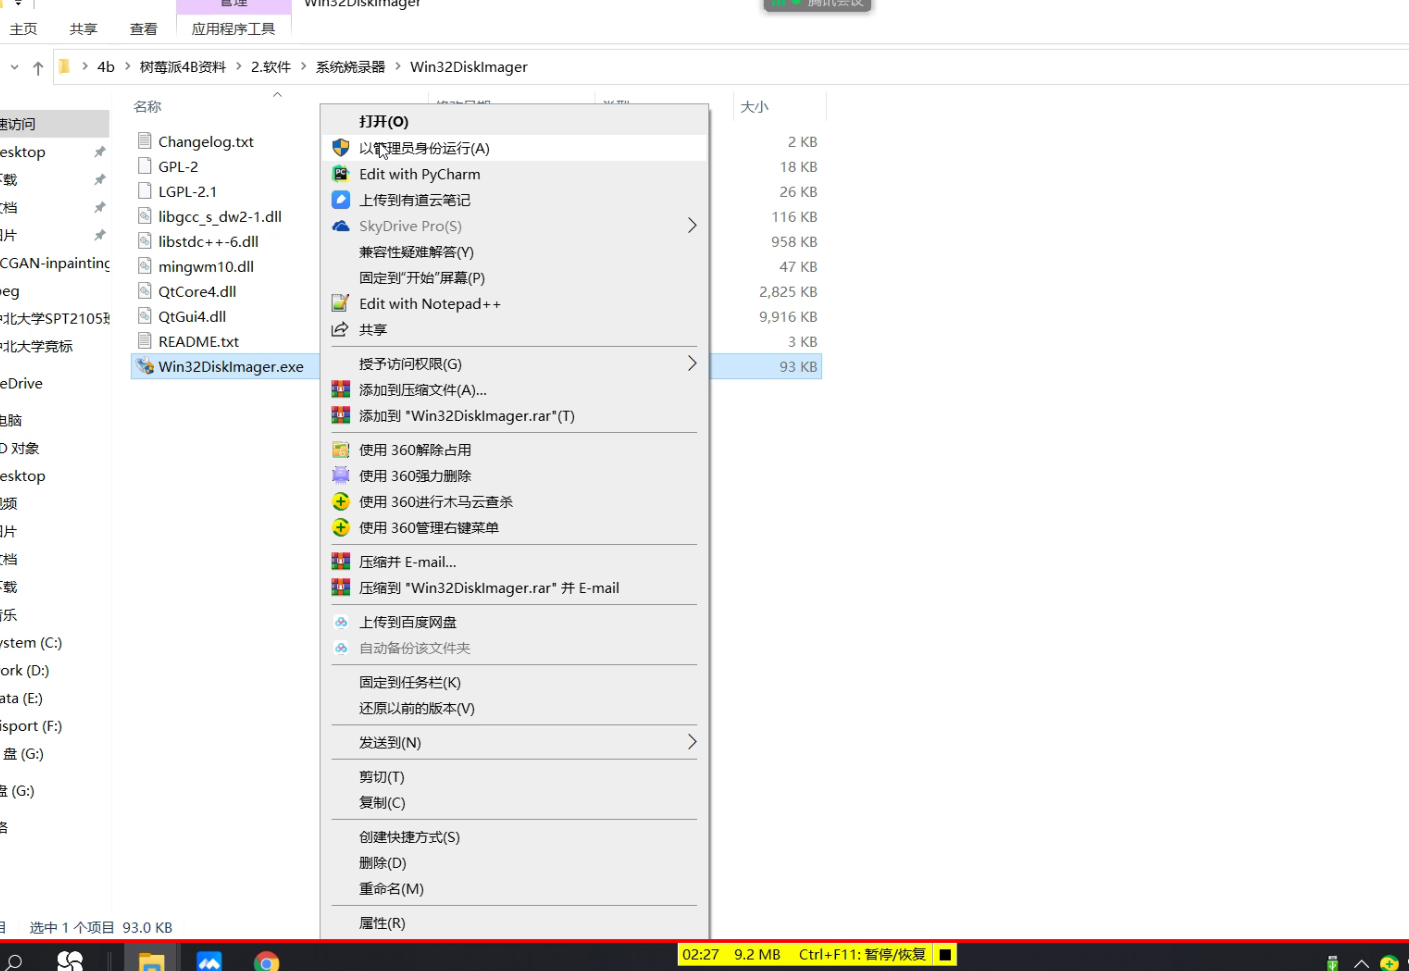 管理
Win32DiskImager
腾讯会议
主页
共享
查看
应用程序工具
4b
树莓派4B资料
2.软件
系统烧录器
Win32DiskImager
名称
修改日期
类型
大小
速访问
esktop
下载
文档
图片
CGAN-inpainting
peg
中北大学SPT2105班
中北大学竞标
eDrive
电脑
D 对象
esktop
视频
图片
文档
下载
音乐
ystem (C:)
ork (D:)
ata (E:)
isport (F:)
盘 (G:)
盘 (G:)
络
Changelog.txt
2 KB
GPL-2
18 KB
LGPL-2.1
26 KB
libgcc_s_dw2-1.dll
116 KB
libstdc++-6.dll
958 KB
mingwm10.dll
47 KB
QtCore4.dll
2,825 KB
QtGui4.dll
9,916 KB
README.txt
3 KB
Win32DiskImager.exe
93 KB
打开(O)
以管理员身份运行(A)
Edit with PyCharm
上传到有道云笔记
SkyDrive Pro(S)
兼容性疑难解答(Y)
固定到"开始"屏幕(P)
Edit with Notepad++
共享
授予访问权限(G)
添加到压缩文件(A)...
添加到 "Win32DiskImager.rar"(T)
使用 360解除占用
使用 360强力删除
使用 360进行木马云查杀
使用 360管理右键菜单
压缩并 E-mail...
压缩到 "Win32DiskImager.rar" 并 E-mail
上传到百度网盘
自动备份该文件夹
固定到任务栏(K)
还原以前的版本(V)
发送到(N)
剪切(T)
复制(C)
创建快捷方式(S)
删除(D)
重命名(M)
属性(R)
目 选中 1 个项目 93.0 KB
02:27 9.2 MB Ctrl+F11: 暂停/恢复